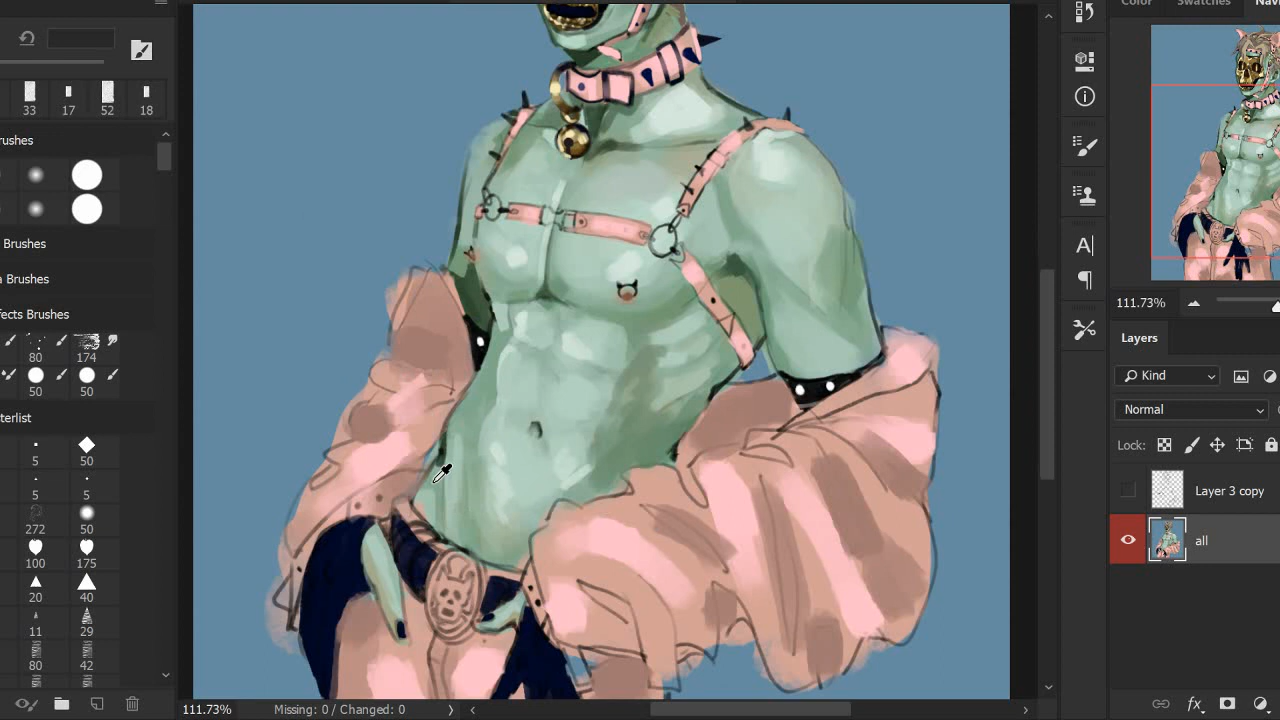 Color Swatches Navi
33 17 52 18
rushes
Brushes
a Brushes
ffects Brushes
80 174
50 50
terlist
5 50
5 5
272 50
100 175
20 40
11 29
80 42
111.73%
Layers
Kind
Normal
Lock:
Layer 3 copy
all
111.73% Missing: 0 / Changed: 0